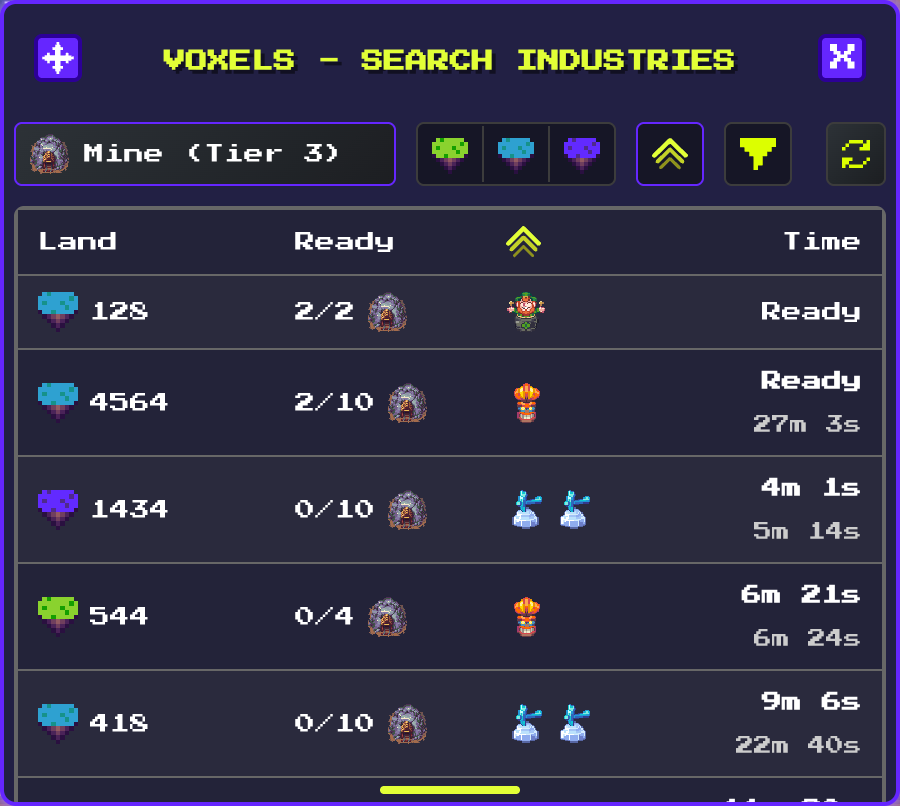 VOXELS - SEARCH INDUSTRIES
Mine (Tier 3)
Land Ready Time
128 2/2 Ready
4564 2/10 Ready
27m 3s
1434 0/10 4m 1s
5m 14s
544 0/4 6m 21s
6m 24s
418 0/10 9m 6s
22m 40s